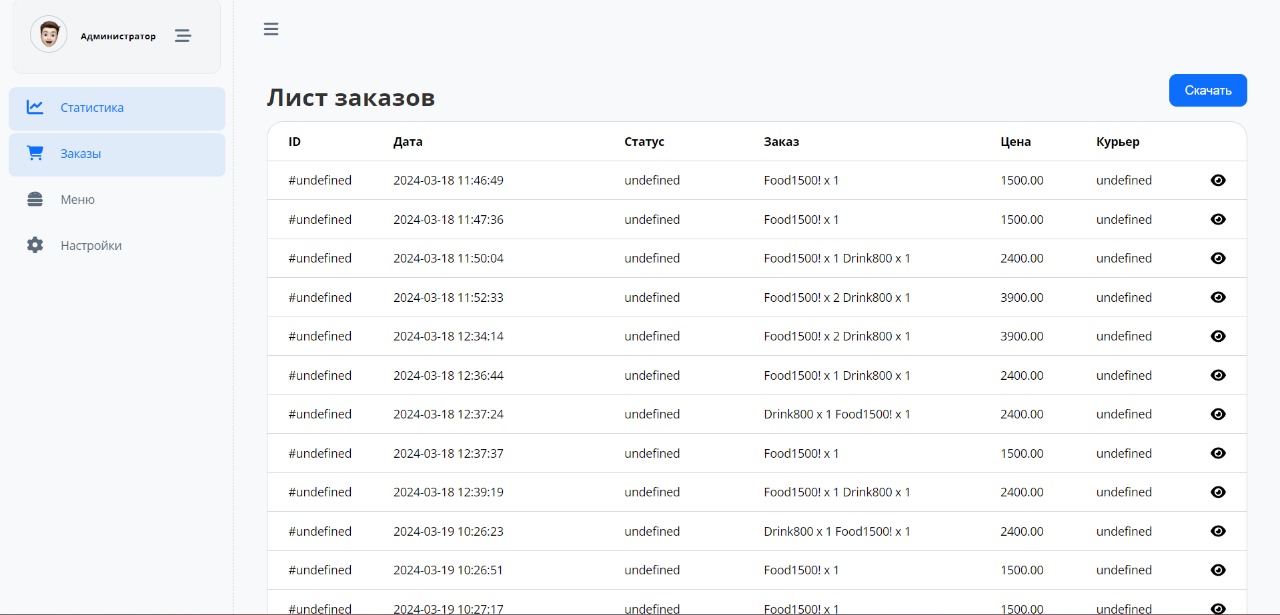 Администратор
Статистика
Заказы
Меню
Настройки
Лист заказов
Скачать
ID Дата Статус Заказ Цена Курьер
#undefined 2024-03-18 11:46:49 undefined Food1500! x 1 1500.00 undefined
#undefined 2024-03-18 11:47:36 undefined Food1500! x 1 1500.00 undefined
#undefined 2024-03-18 11:50:04 undefined Food1500! x 1 Drink800 x 1 2400.00 undefined
#undefined 2024-03-18 11:52:33 undefined Food1500! x 2 Drink800 x 1 3900.00 undefined
#undefined 2024-03-18 12:34:14 undefined Food1500! x 2 Drink800 x 1 3900.00 undefined
#undefined 2024-03-18 12:36:44 undefined Food1500! x 1 Drink800 x 1 2400.00 undefined
#undefined 2024-03-18 12:37:24 undefined Drink800 x 1 Food1500! x 1 2400.00 undefined
#undefined 2024-03-18 12:37:37 undefined Food1500! x 1 1500.00 undefined
#undefined 2024-03-18 12:39:19 undefined Food1500! x 1 Drink800 x 1 2400.00 undefined
#undefined 2024-03-19 10:26:23 undefined Drink800 x 1 Food1500! x 1 2400.00 undefined
#undefined 2024-03-19 10:26:51 undefined Food1500! x 1 1500.00 undefined
#undefined 2024-03-19 10:27:17 undefined Food1500! x 1 1500.00 undefined